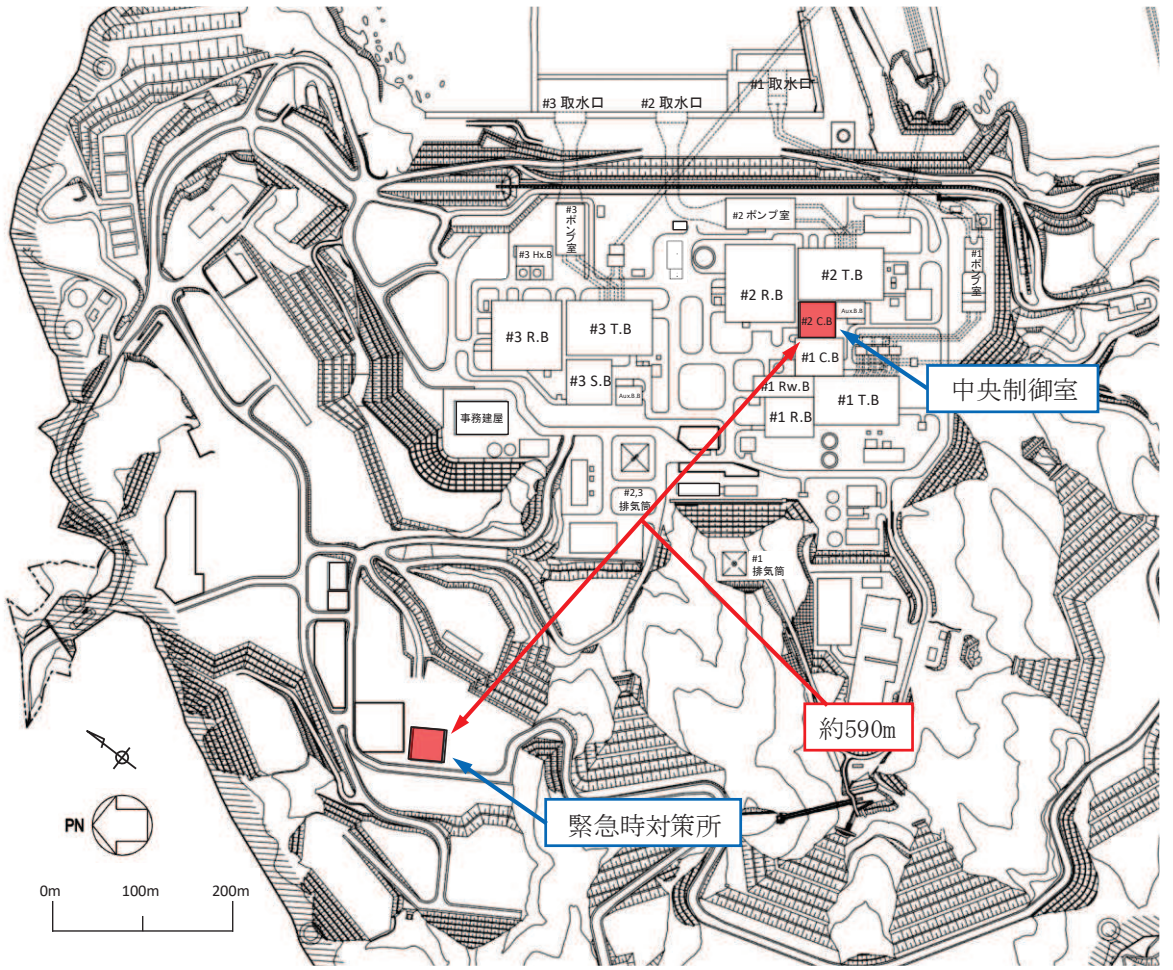 #1 取水口
#3 取水口
#2 取水口
#3
ポンプ室
#2 ポンプ室
#3 Hx.B
#1
ポンプ室
#2 T.B
#2 R.B
#2 C.B
Aux.B.B
#3 R.B
#3 T.B
#1 C.B
中央制御室
#3 S.B
Aux.B.B
#1 Rw.B
#1 R.B
#1 T.B
事務建屋
#2,3
排気筒
#1
排気筒
約590m
緊急時対策所
PN
0m
100m
200m